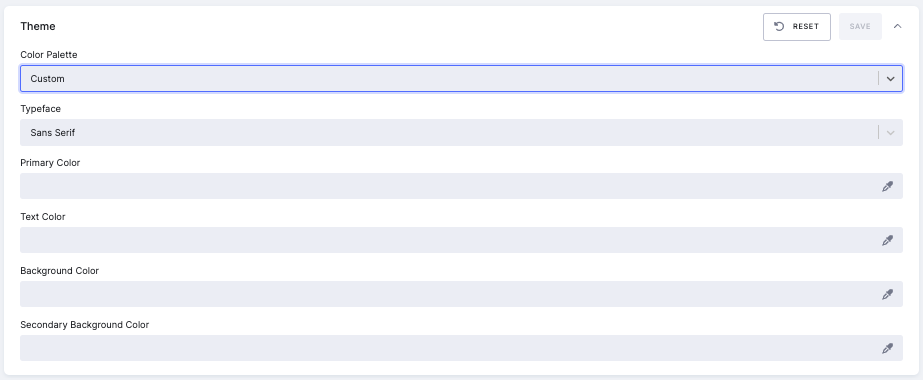 Theme
RESET
SAVE
Color Palette
Custom
Typeface
Sans Serif
Primary Color
Text Color
Background Color
Secondary Background Color